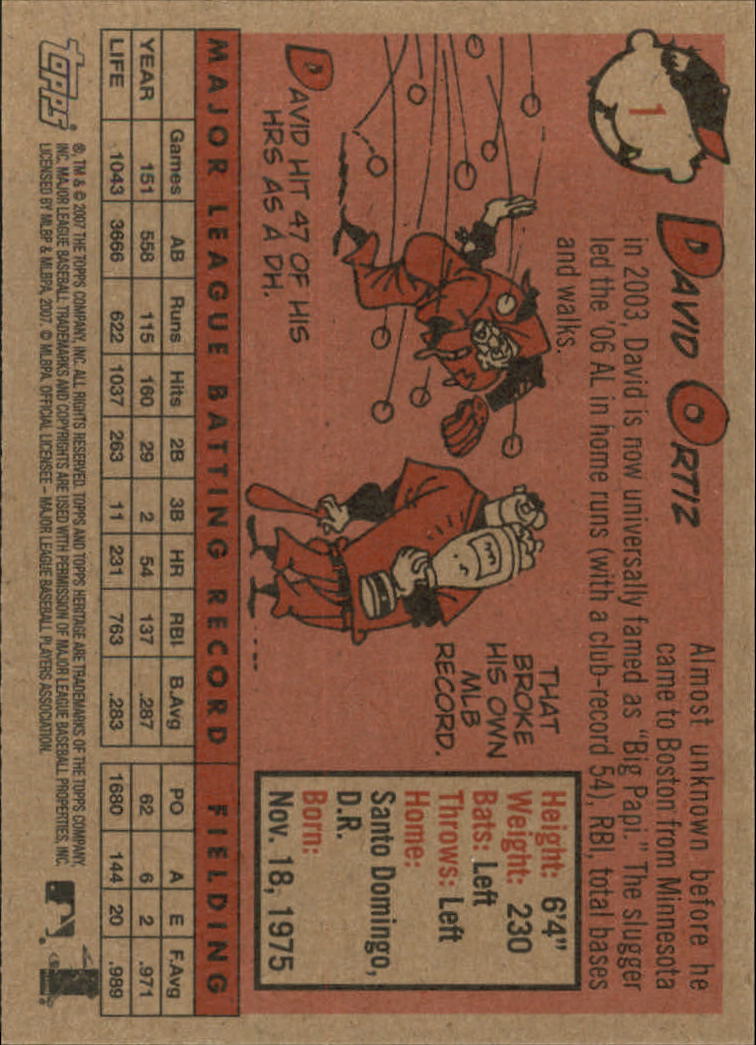 1
DAVID ORTIZ
Almost unknown before he
came to Boston from Minnesota
in 2003, David is now universally famed as "Big Papi." The slugger
led the '06 AL in home runs (with a club-record 54), RBI, total bases
and walks.
DAVID HIT 47 OF HIS
HRS AS A DH.
THAT
BROKE
HIS OWN
MLB
RECORD.
Height: 6'4"
Weight: 230
Bats: Left
Throws: Left
Home:
Santo Domingo,
D.R.
Born:
Nov. 18, 1975
MAJOR LEAGUE BATTING RECORD FIELDING
Games AB Runs Hits 2B 3B HR RBI B.Avg PO A E F.Avg
YEAR 151 558 115 160 29 2 54 137 .287 62 6 2 .971
LIFE 1043 3666 622 1037 263 11 231 763 .283 1680 144 20 .989
topps
®, TM & © 2007 THE TOPPS COMPANY, INC. ALL RIGHTS RESERVED. TOPPS AND TOPPS HERITAGE ARE TRADEMARKS OF THE TOPPS COMPANY,
INC. MAJOR LEAGUE BASEBALL TRADEMARKS AND COPYRIGHTS ARE USED WITH PERMISSION OF MAJOR LEAGUE BASEBALL PROPERTIES, INC.
LICENSED BY MLBP & MLBPA, 2007. © MLBPA. OFFICIAL LICENSEE – MAJOR LEAGUE BASEBALL PLAYERS ASSOCIATION.